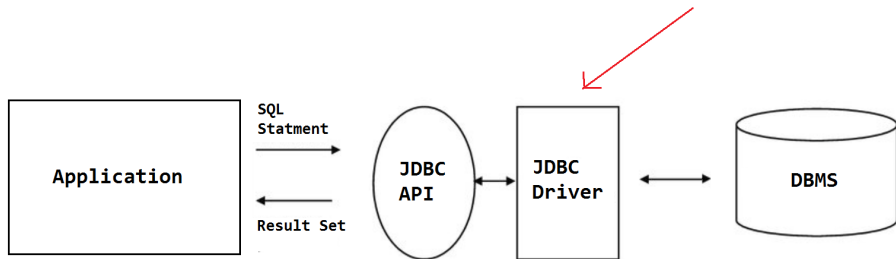 Application
SQL
Statment
Result Set
JDBC
API
JDBC
Driver
DBMS